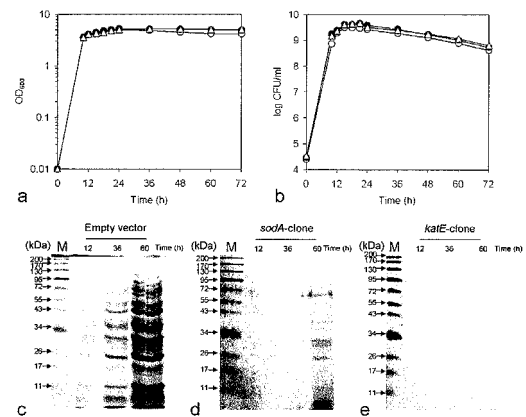 10
1
0.1
0.01
OD600
0 12 24 36 48 60 72
Time (h)
a
10
9
8
7
6
5
4
log CFU/ml
0 12 24 36 48 60 72
Time (h)
b
Empty vector
(kDa) M 12 36 60 Time (h)
200
170
130
95
72
55
43
34
26
17
11
c
sodA-clone
(kDa) M 12 36 60 Time (h)
200
170
130
95
72
55
43
34
26
17
11
d
katE-clone
(kDa) M 12 36 60 Time (h)
200
170
130
95
72
55
43
34
26
17
11
e